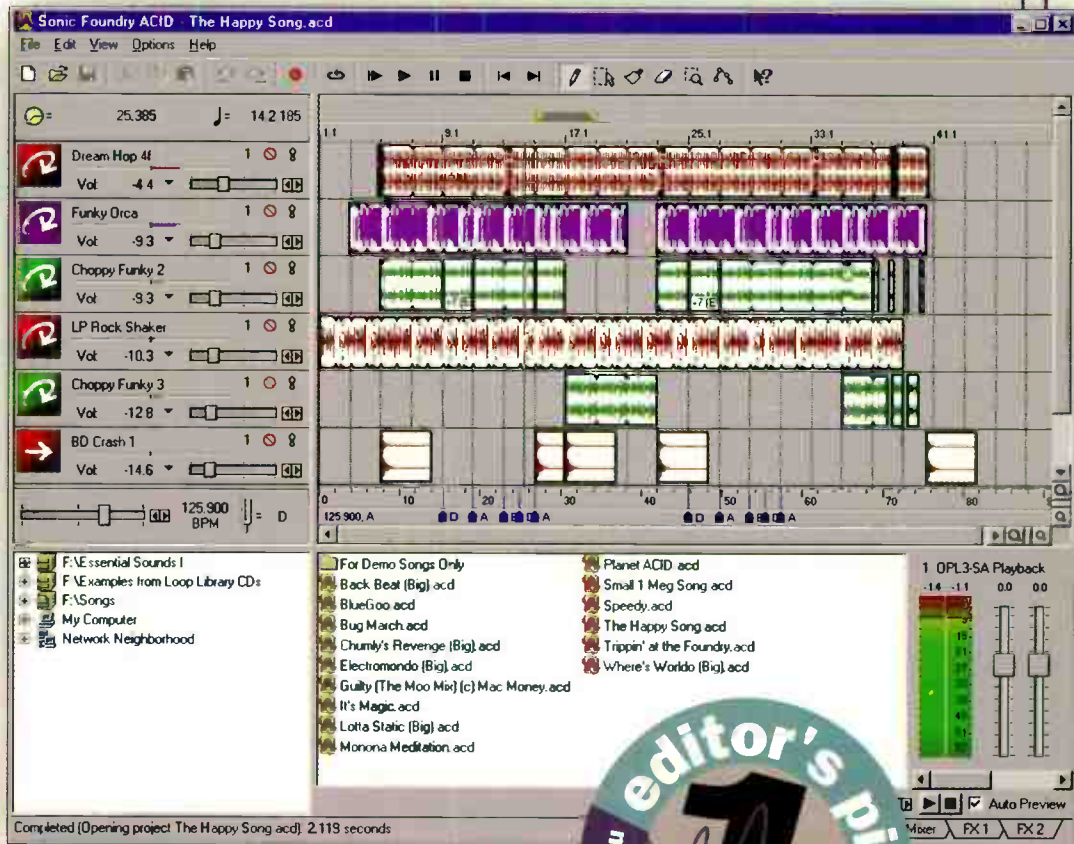 Sonic Foundry ACID - The Happy Song.acd
File Edit View Options Help
25.385 = 14.2.185
1.1 9.1 17.1 25.1 33.1 41.1
Dream Hop 4f 1
Vol -4.4
Funky Orca 1
Vol -9.3
Choppy Funky 2 1
Vol -9.3
-7 (E -7 (E
LP Rock Shaker 1
Vol -10.3
Choppy Funky 3 1
Vol -12.8
BD Crash 1 1
Vol -14.6
0 10 20 30 40 50 60 70 80
125.900 BPM = D
125.900, A D A D A D A A
F:\Essential Sounds I
F:\Examples from Loop Library CDs
F:\Songs
My Computer
Network Neighborhood
For Demo Songs Only
Back Beat (Big).acd
BlueGoo.acd
Bug March.acd
Chumly's Revenge (Big).acd
Electromondo (Big).acd
Guilty (The Moo Mix) (c) Mac Money.acd
It's Magic.acd
Lotta Static (Big).acd
Monona Meditation.acd
Planet ACID.acd
Small 1 Meg Song.acd
Speedy.acd
The Happy Song.acd
Trippin' at the Foundry.acd
Where's Worldo (Big).acd
1 OPL3-SA Playback
-1.4 -1.1 0.0 0.0
Auto Preview
Mixer FX 1 FX 2
Completed (Opening project The Happy Song.acd). 2.119 seconds
editor's pi